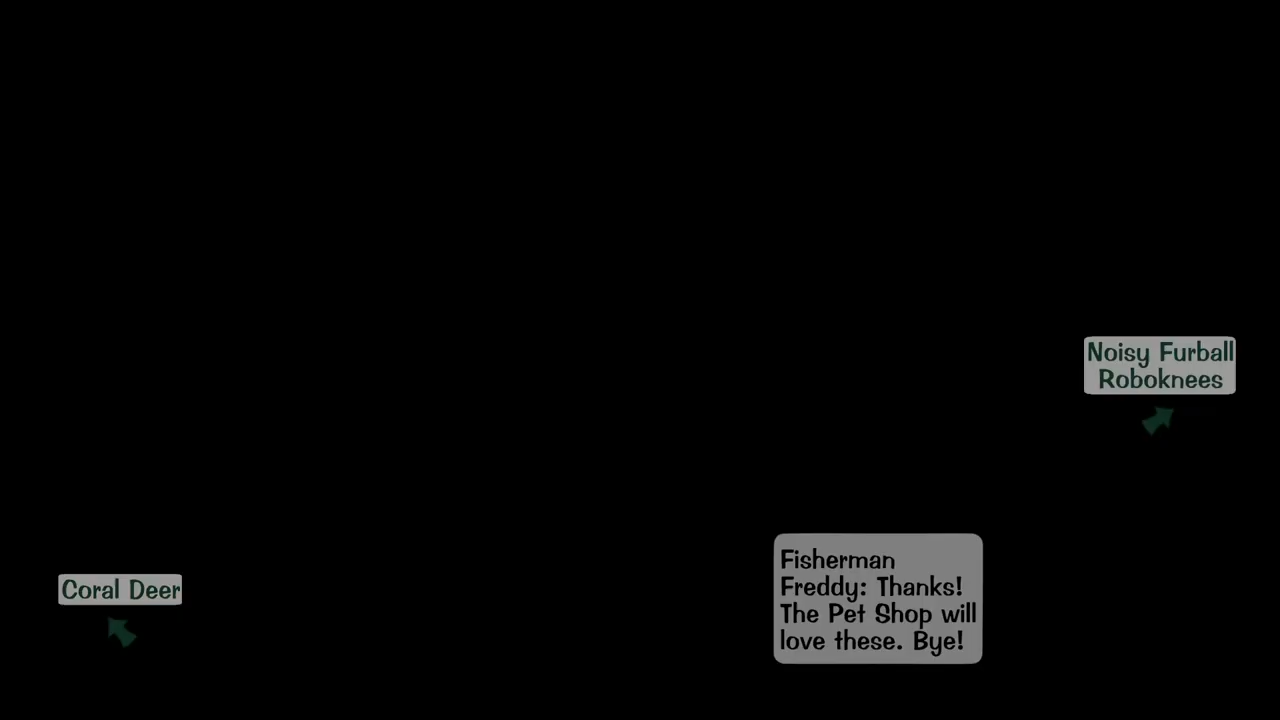 Noisy Furball
Roboknees
Fisherman
Freddy: Thanks!
The Pet Shop will
love these. Bye!
Coral Deer